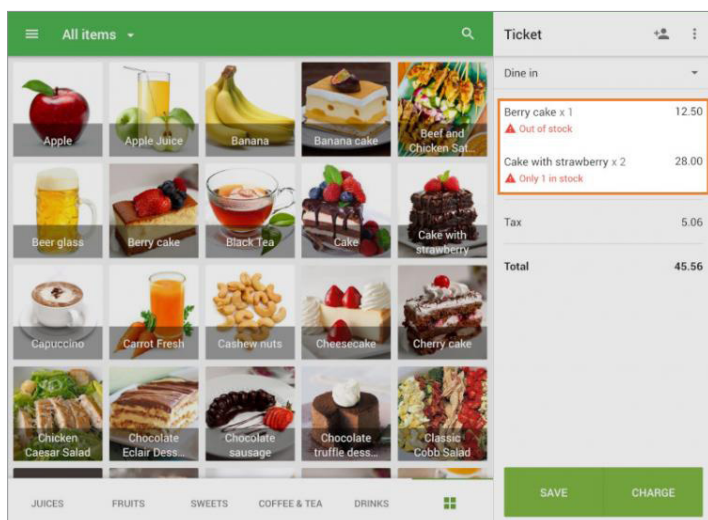 All items
Ticket
Dine in
Berry cake x 1 12.50
Out of stock
Cake with strawberry x 2 28.00
Only 1 in stock
Tax 5.06
Total 45.56
Apple
Apple Juice
Banana
Banana cake
Beef and
Chicken Sat...
Beer glass
Berry cake
Black Tea
Cake
Cake with
strawberry
Capuccino
Carrot Fresh
Cashew nuts
Cheesecake
Cherry cake
Chicken
Caesar Salad
Chocolate
Eclair Dess...
Chocolate
sausage
Chocolate
truffle dess...
Classic
Cobb Salad
JUICES
FRUITS
SWEETS
COFFEE & TEA
DRINKS
SAVE
CHARGE